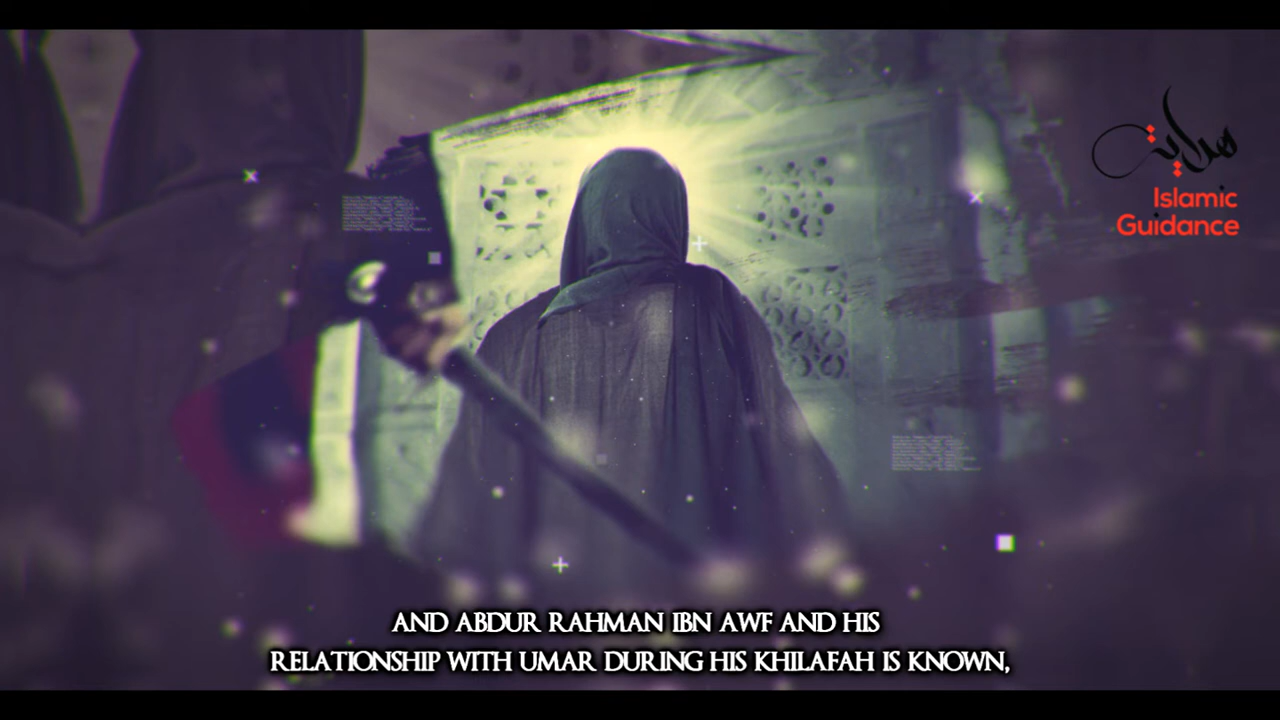 هداية
Islamic
Guidance
AND ABDUR RAHMAN IBN AWF AND HIS
RELATIONSHIP WITH UMAR DURING HIS KHILAFAH IS KNOWN,